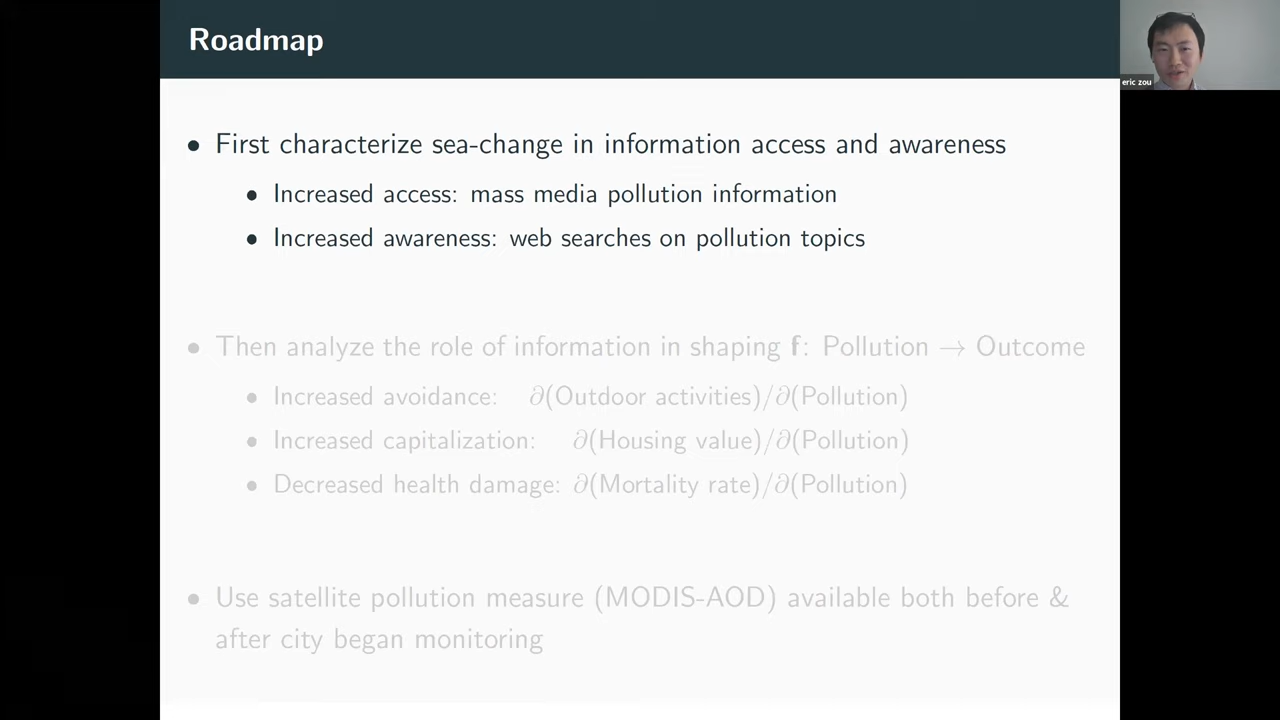 Roadmap
eric zou
• First characterize sea-change in information access and awareness
• Increased access: mass media pollution information
• Increased awareness: web searches on pollution topics
• Then analyze the role of information in shaping f: Pollution → Outcome
• Increased avoidance: ∂(Outdoor activities)/∂(Pollution)
• Increased capitalization: ∂(Housing value)/∂(Pollution)
• Decreased health damage: ∂(Mortality rate)/∂(Pollution)
• Use satellite pollution measure (MODIS-AOD) available both before &
after city began monitoring